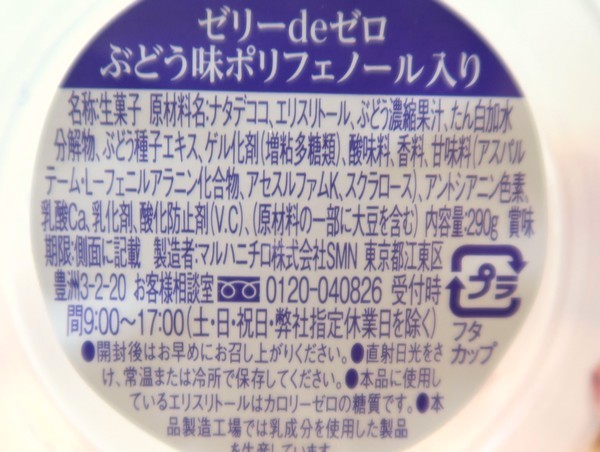 ゼリーdeゼロ
ぶどう味ポリフェノール入り
名称:生菓子 原材料名:ナタデココ、エリスリトール、ぶどう濃縮果汁、たん白加水
分解物、ぶどう種子エキス、ゲル化剤(増粘多糖類)、酸味料、香料、甘味料(アスパル
テーム・L-フェニルアラニン化合物、アセスルファムK、スクラロース)、アントシアニン色素、
乳酸Ca、乳化剤、酸化防止剤(V.C)、(原材料の一部に大豆を含む) 内容量:290g 賞味
期限:側面に記載 製造者:マルハニチロ株式会社SMN 東京都江東区
豊洲3-2-20 お客様相談室 0120-040826 受付時
間9:00〜17:00(土・日・祝日・弊社指定休業日を除く)
プラ
フタ
カップ
●開封後はお早めにお召し上がりください。●直射日光をさ
け、常温または冷所で保存してください。●本品に使用し
ているエリスリトールはカロリーゼロの糖質です。●本
品製造工場では乳成分を使用した製品
を生産しています